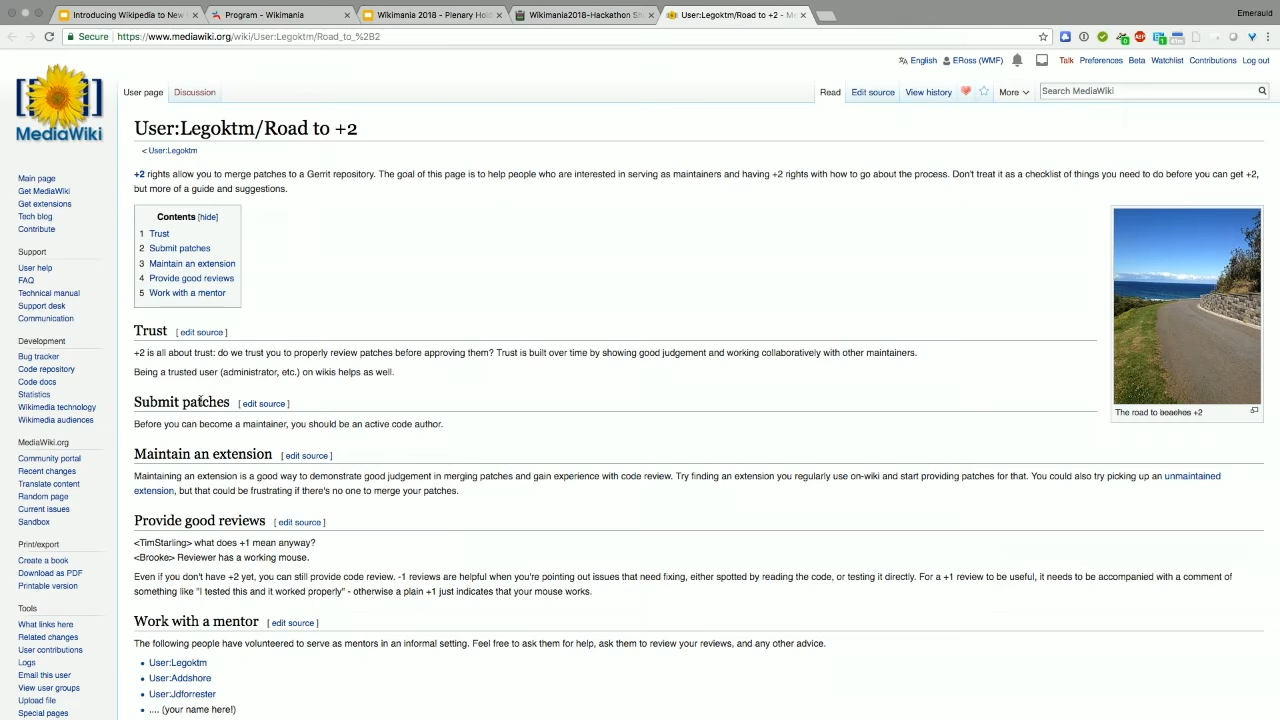 Introducing Wikipedia to New
Program - Wikimania
Wikimania 2018 - Plenary Ho
Wikimania2018-Hackathon Sh
User:Legoktm/Road to +2 - Me
Emerauld
Secure
https://www.mediawiki.org/wiki/User:Legoktm/Road_to_%2B2
English
ERoss (WMF)
Talk
Preferences
Beta
Watchlist
Contributions
Log out
User page
Discussion
Read
Edit source
View history
More
Search MediaWiki
MediaWiki
Main page
Get MediaWiki
Get extensions
Tech blog
Contribute
Support
User help
FAQ
Technical manual
Support desk
Communication
Development
Bug tracker
Code repository
Code docs
Statistics
Wikimedia technology
Wikimedia audiences
MediaWiki.org
Community portal
Recent changes
Translate content
Random page
Current issues
Sandbox
Print/export
Create a book
Download as PDF
Printable version
Tools
What links here
Related changes
User contributions
Logs
Email this user
View user groups
Upload file
Special pages
User:Legoktm/Road to +2
< User:Legoktm
+2 rights allow you to merge patches to a Gerrit repository. The goal of this page is to help people who are interested in serving as maintainers and having +2 rights with how to go about the process. Don't treat it as a checklist of things you need to do before you can get +2,
but more of a guide and suggestions.
Contents [hide]
1 Trust
2 Submit patches
3 Maintain an extension
4 Provide good reviews
5 Work with a mentor
The road to beaches +2
Trust [ edit source ]
+2 is all about trust: do we trust you to properly review patches before approving them? Trust is built over time by showing good judgement and working collaboratively with other maintainers.
Being a trusted user (administrator, etc.) on wikis helps as well.
Submit patches [ edit source ]
Before you can become a maintainer, you should be an active code author.
Maintain an extension [ edit source ]
Maintaining an extension is a good way to demonstrate good judgement in merging patches and gain experience with code review. Try finding an extension you regularly use on-wiki and start providing patches for that. You could also try picking up an unmaintained
extension, but that could be frustrating if there's no one to merge your patches.
Provide good reviews [ edit source ]
<TimStarling> what does +1 mean anyway?
<Brooke> Reviewer has a working mouse.
Even if you don't have +2 yet, you can still provide code review. -1 reviews are helpful when you're pointing out issues that need fixing, either spotted by reading the code, or testing it directly. For a +1 review to be useful, it needs to be accompanied with a comment of
something like "I tested this and it worked properly" - otherwise a plain +1 just indicates that your mouse works.
Work with a mentor [ edit source ]
The following people have volunteered to serve as mentors in an informal setting. Feel free to ask them for help, ask them to review your reviews, and any other advice.
• User:Legoktm
• User:Addshore
• User:Jdforrester
• .... (your name here!)